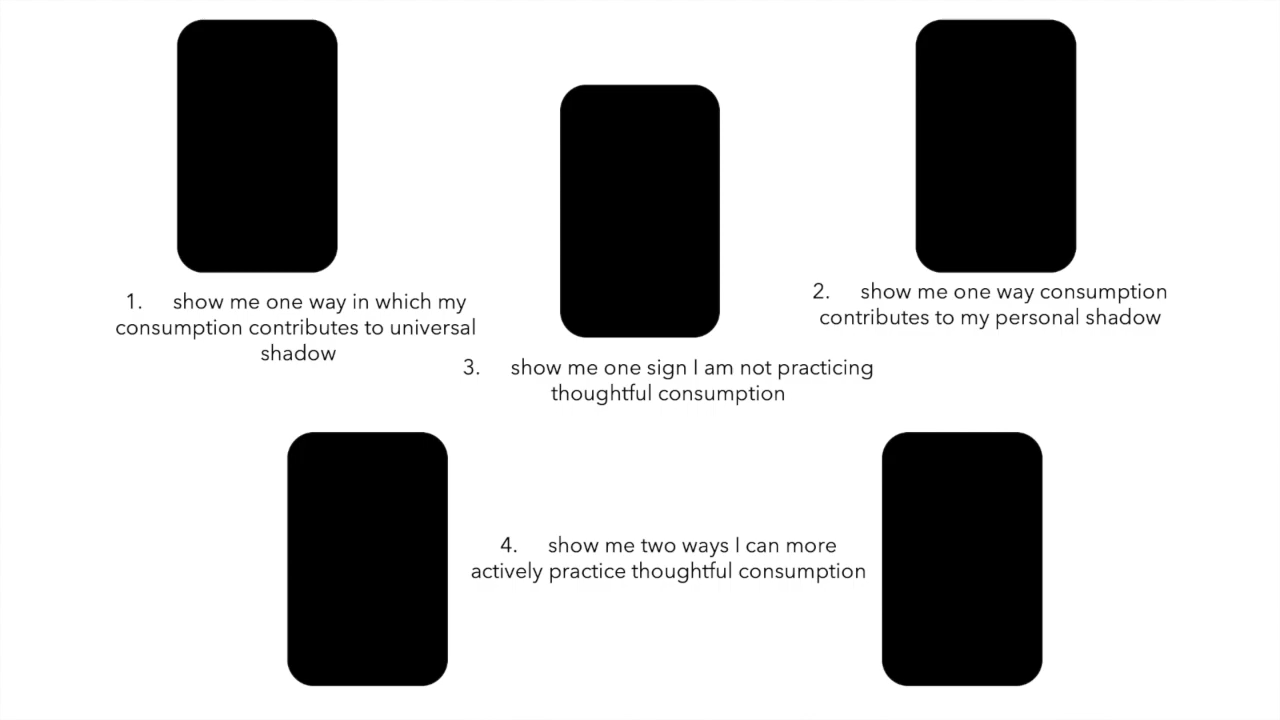 1. show me one way in which my
consumption contributes to universal
shadow
2. show me one way consumption
contributes to my personal shadow
3. show me one sign I am not practicing
thoughtful consumption
4. show me two ways I can more
actively practice thoughtful consumption